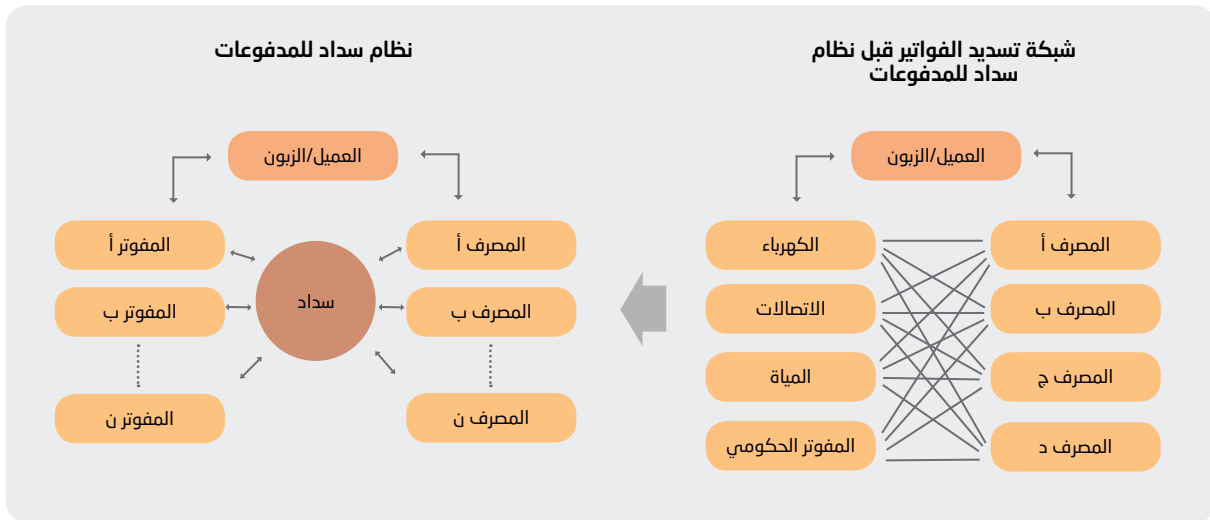 شبكة تسديد الفواتير قبل نظام
سداد للمدفوعات
العميل/الزبون
المصرف أ
الكهرباء
المصرف ب
الاتصالات
المصرف ج
المياة
المصرف د
المفوتر الحكومي
نظام سداد للمدفوعات
العميل/الزبون
المصرف أ
المفوتر أ
سداد
المصرف ب
المفوتر ب
المصرف ن
المفوتر ن